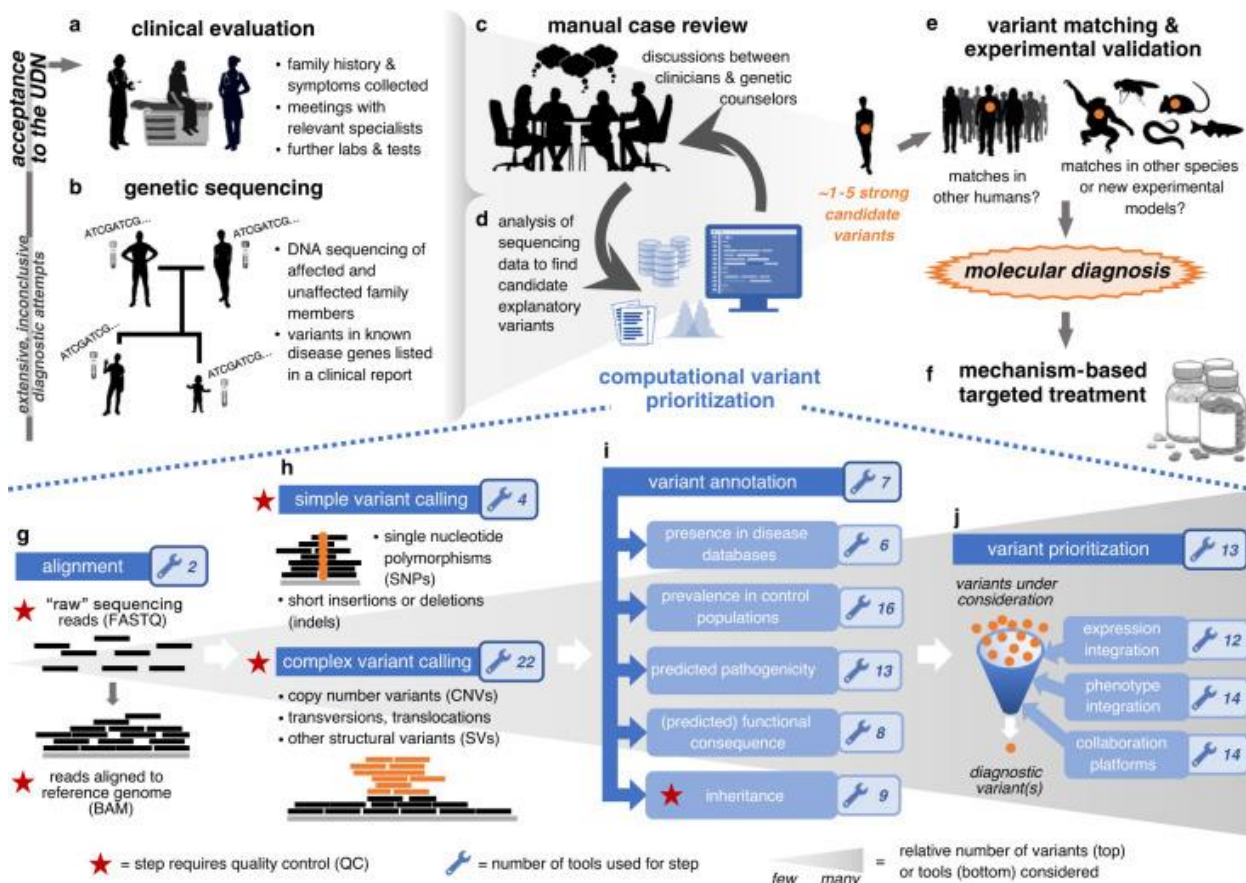 a
clinical evaluation
• family history &
symptoms collected
• meetings with
relevant specialists
• further labs & tests
acceptance
to the UDN
extensive, inconclusive
diagnostic attempts
b
genetic sequencing
ATCGATCG...
ATCGATCG...
ATCGATCG...
ATCGATCG...
• DNA sequencing of
affected and
unaffected family
members
• variants in known
disease genes listed
in a clinical report
c
manual case review
discussions between
clinicians & genetic
counselors
d
analysis of
sequencing
data to find
candidate
explanatory
variants
computational variant
prioritization
~1-5 strong
candidate
variants
e
variant matching &
experimental validation
matches in
other humans?
matches in other species
or new experimental
models?
molecular diagnosis
f
mechanism-based
targeted treatment
g
alignment
2
"raw" sequencing
reads (FASTQ)
reads aligned to
reference genome
(BAM)
h
simple variant calling
4
• single nucleotide
polymorphisms
(SNPs)
• short insertions or deletions
(indels)
complex variant calling
22
• copy number variants (CNVs)
• transversions, translocations
• other structural variants (SVs)
i
variant annotation
7
presence in disease
databases
6
prevalence in control
populations
16
predicted pathogenicity
13
(predicted) functional
consequence
8
inheritance
9
j
variant prioritization
13
variants under
consideration
expression
integration
12
phenotype
integration
14
collaboration
platforms
14
diagnostic
variant(s)
= step requires quality control (QC)
= number of tools used for step
few many
= relative number of variants (top)
or tools (bottom) considered